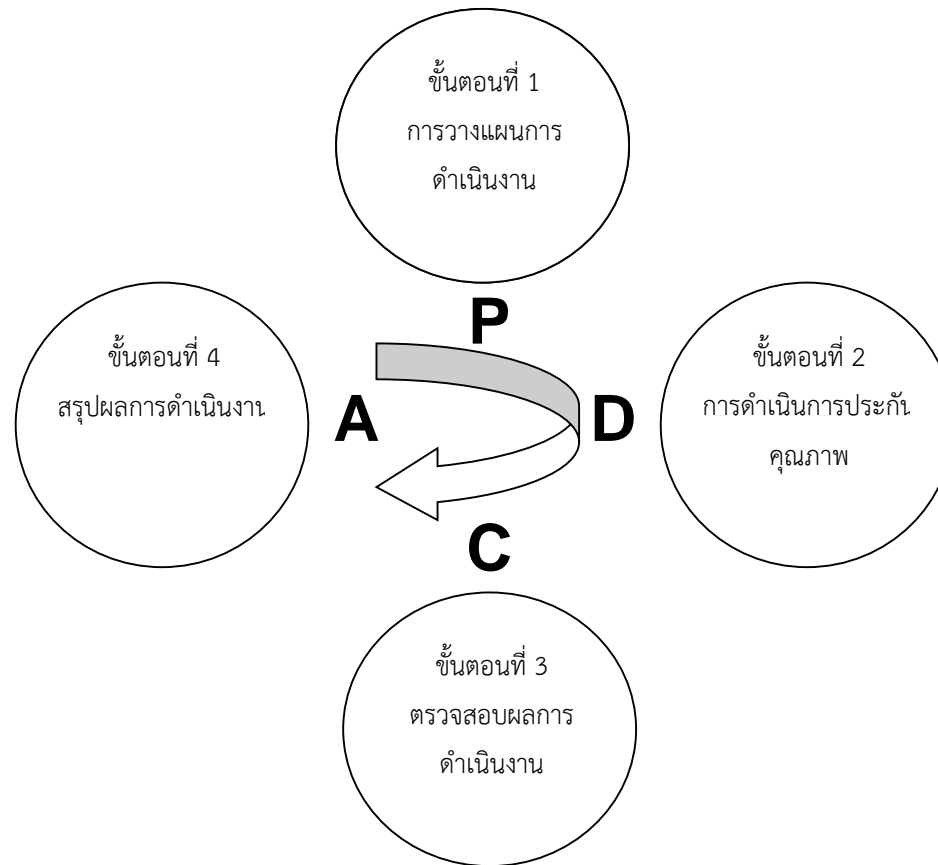 ขั้นตอนที่ 1
การวางแผนการ
ดำเนินงาน
P
ขั้นตอนที่ 4
สรุปผลการดำเนินงาน
A
D
ขั้นตอนที่ 2
การดำเนินการประกัน
คุณภาพ
C
ขั้นตอนที่ 3
ตรวจสอบผลการ
ดำเนินงาน